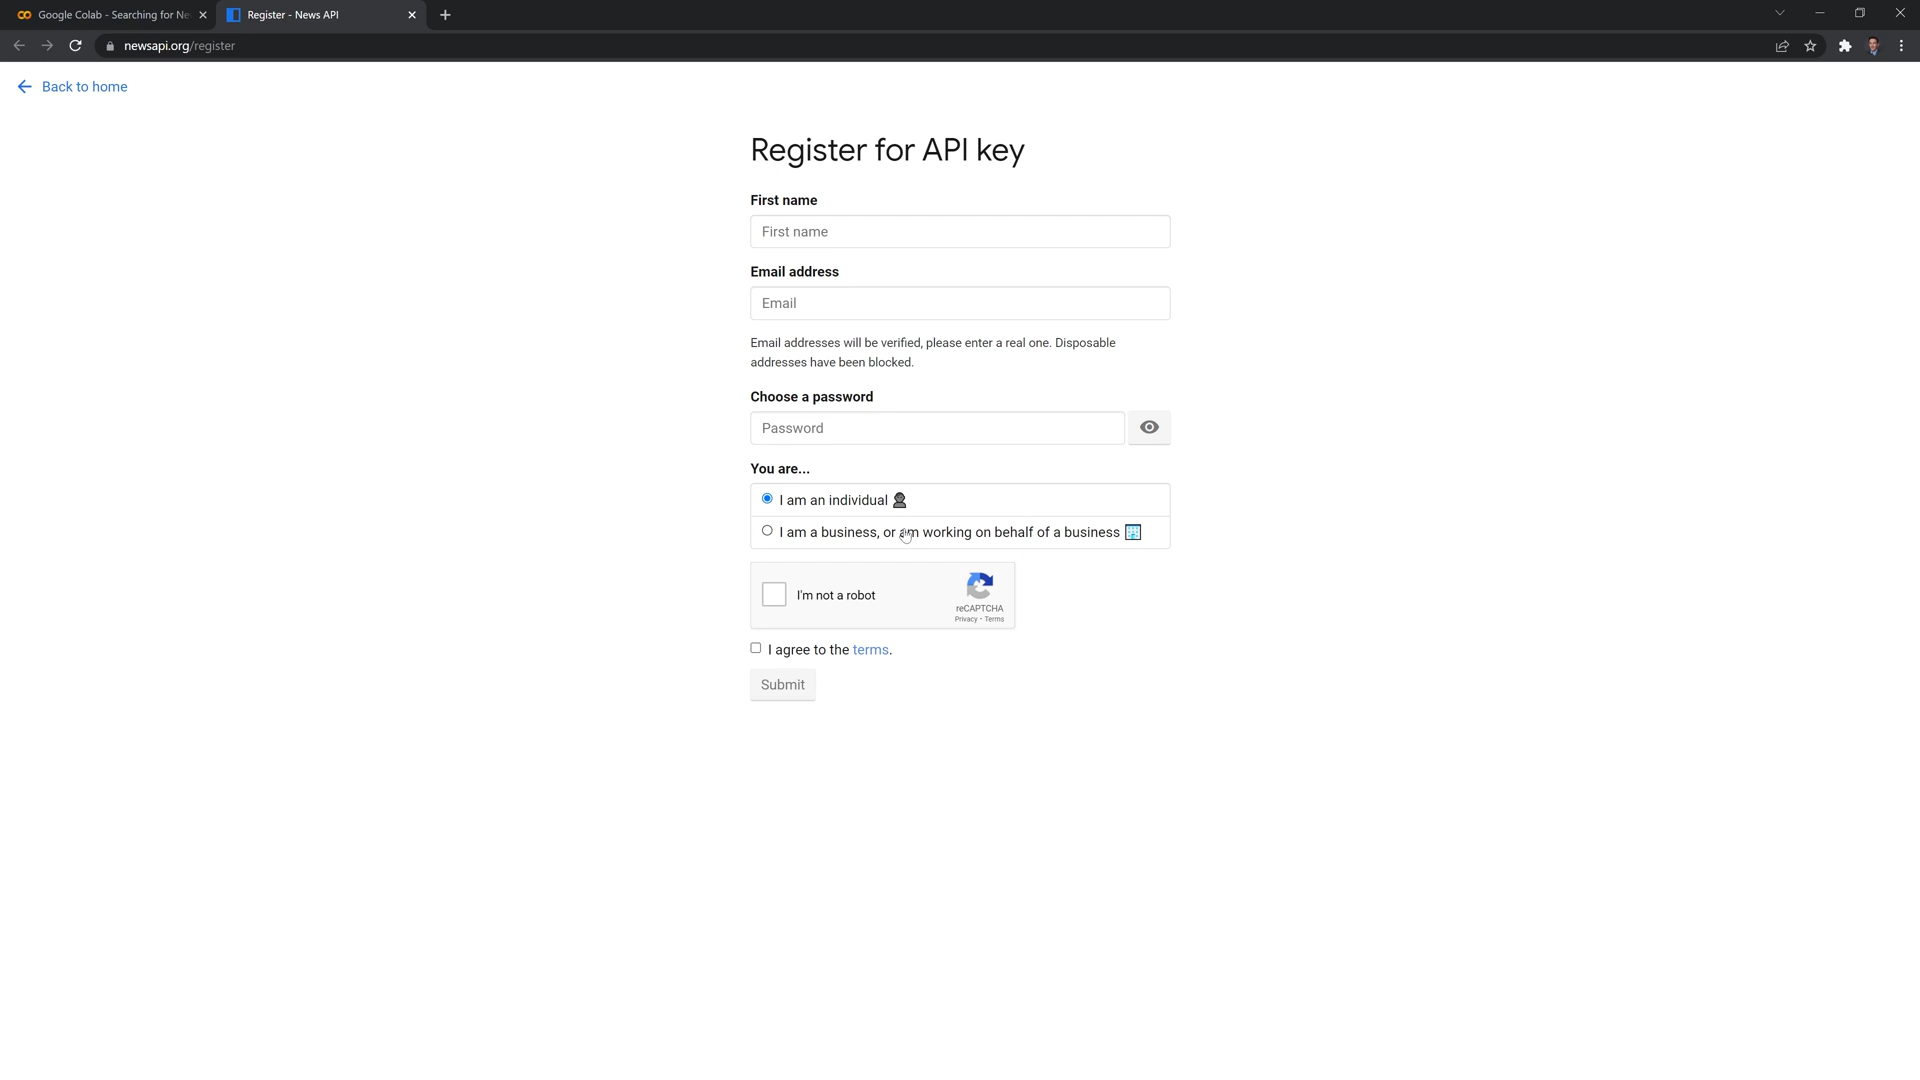 Google Colab - Searching for Ne
Register - News API
newsapi.org/register
Back to home
Register for API key
First name
First name
Email address
Email
Email addresses will be verified, please enter a real one. Disposable
addresses have been blocked.
Choose a password
Password
You are...
I am an individual
I am a business, or am working on behalf of a business
I'm not a robot
reCAPTCHA
Privacy - Terms
I agree to the terms.
Submit